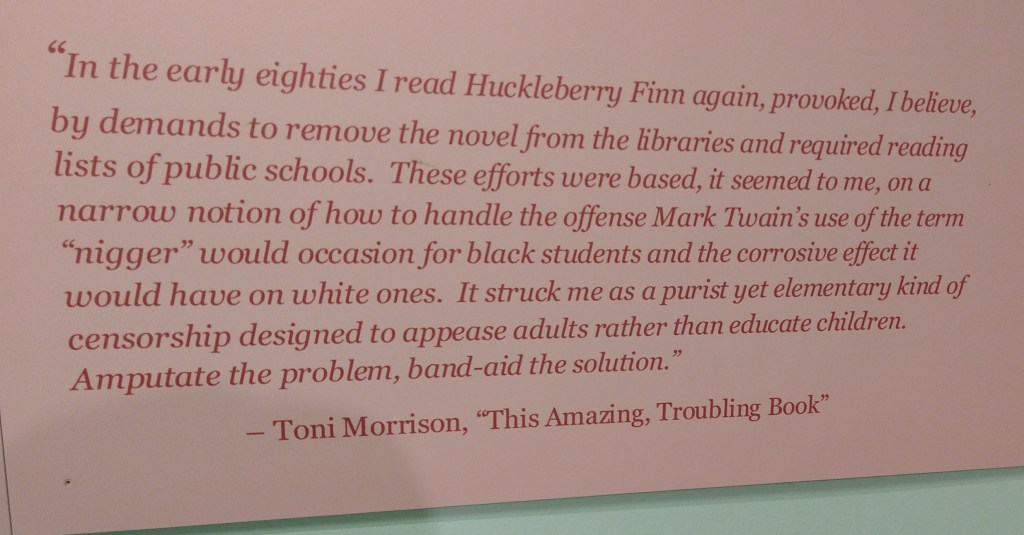 “In the early eighties I read Huckleberry Finn again, provoked, I believe,
by demands to remove the novel from the libraries and required reading
lists of public schools. These efforts were based, it seemed to me, on a
narrow notion of how to handle the offense Mark Twain’s use of the term
“nigger” would occasion for black students and the corrosive effect it
would have on white ones. It struck me as a purist yet elementary kind of
censorship designed to appease adults rather than educate children.
Amputate the problem, band-aid the solution.”
– Toni Morrison, “This Amazing, Troubling Book”